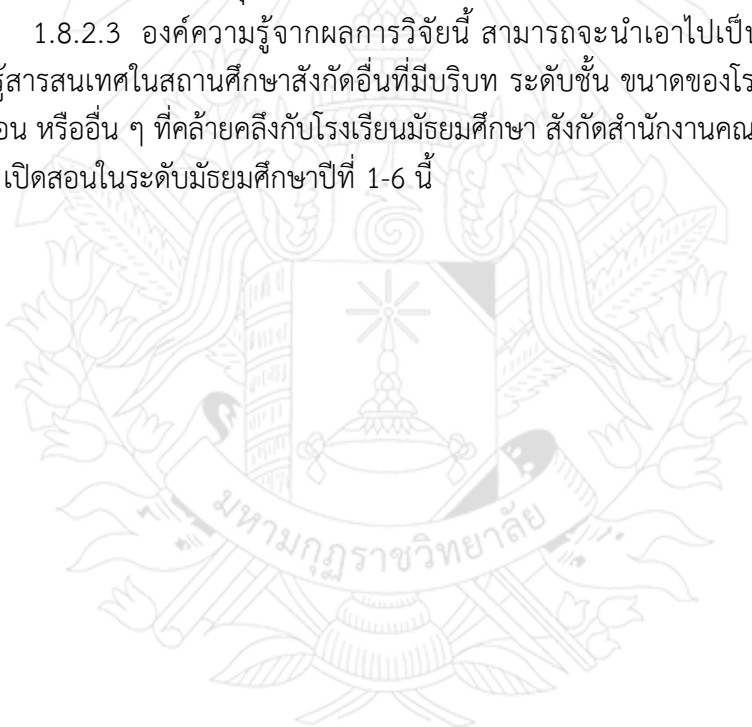 1.8.2.3 องค์ความรู้จากผลการวิจัยนี้ สามารถจะนำเอาไปเป็น
รู้สารสนเทศในสถานศึกษาสังกัดอื่นที่มีบริบท ระดับชั้น ขนาดของโร
อน หรืออื่น ๆ ที่คล้ายคลึงกับโรงเรียนมัธยมศึกษา สังกัดสำนักงานคณ
เปิดสอนในระดับมัธยมศึกษาปีที่ 1-6 นี้
มหามกุฏราชวิทยาลัย